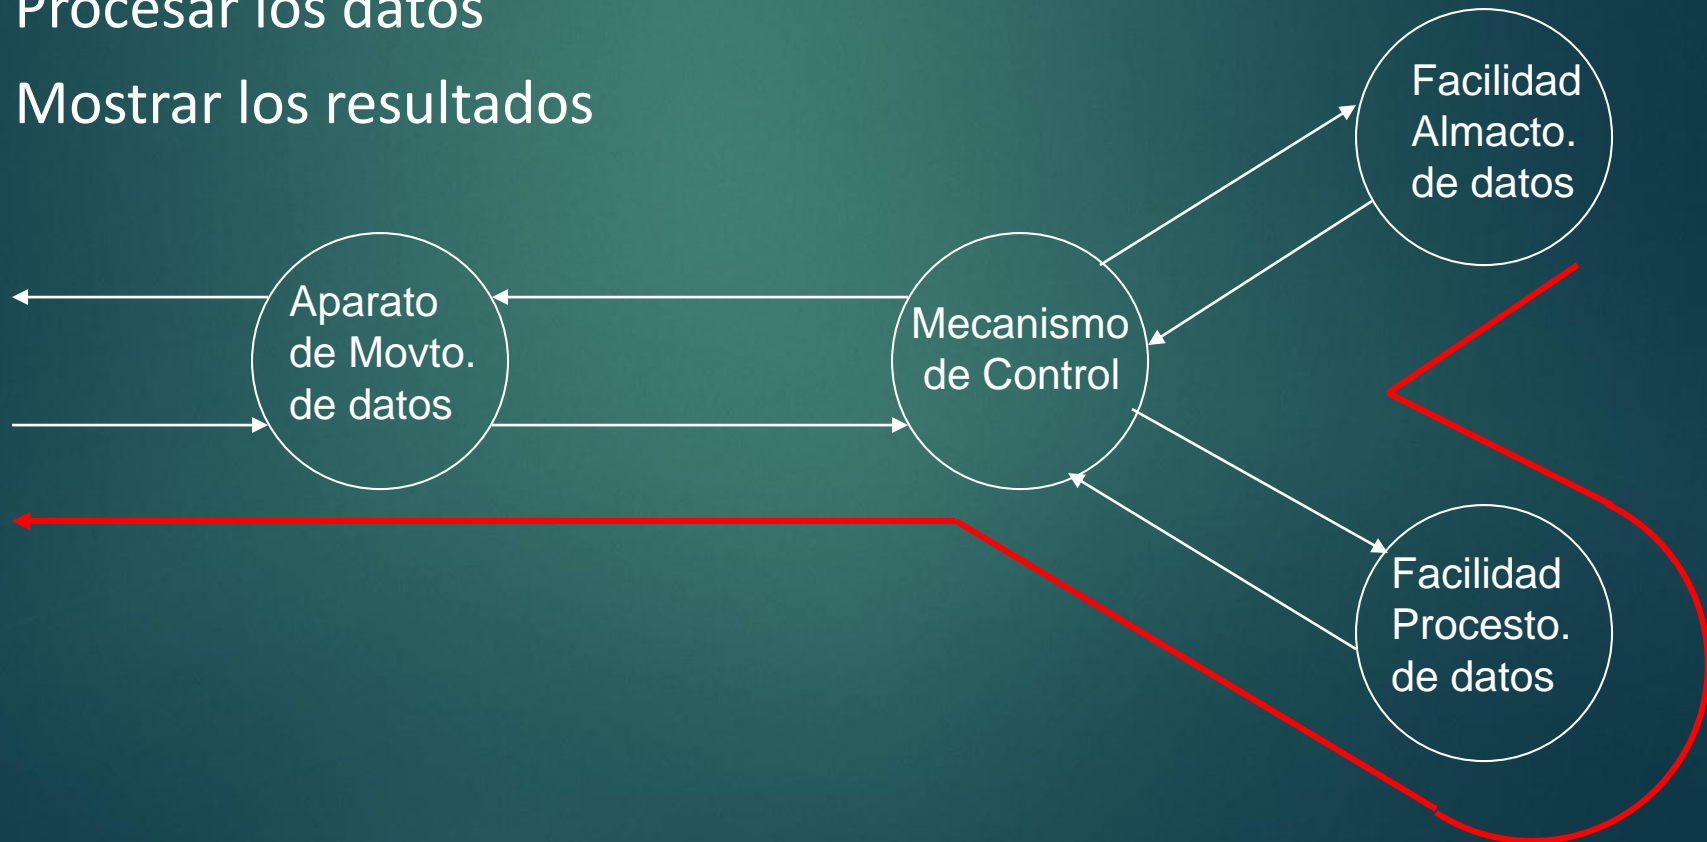 Procesar los datos
Mostrar los resultados
Facilidad
Almacto.
de datos
Aparato
de Movto.
de datos
Mecanismo
de Control
Facilidad
Procesto.
de datos